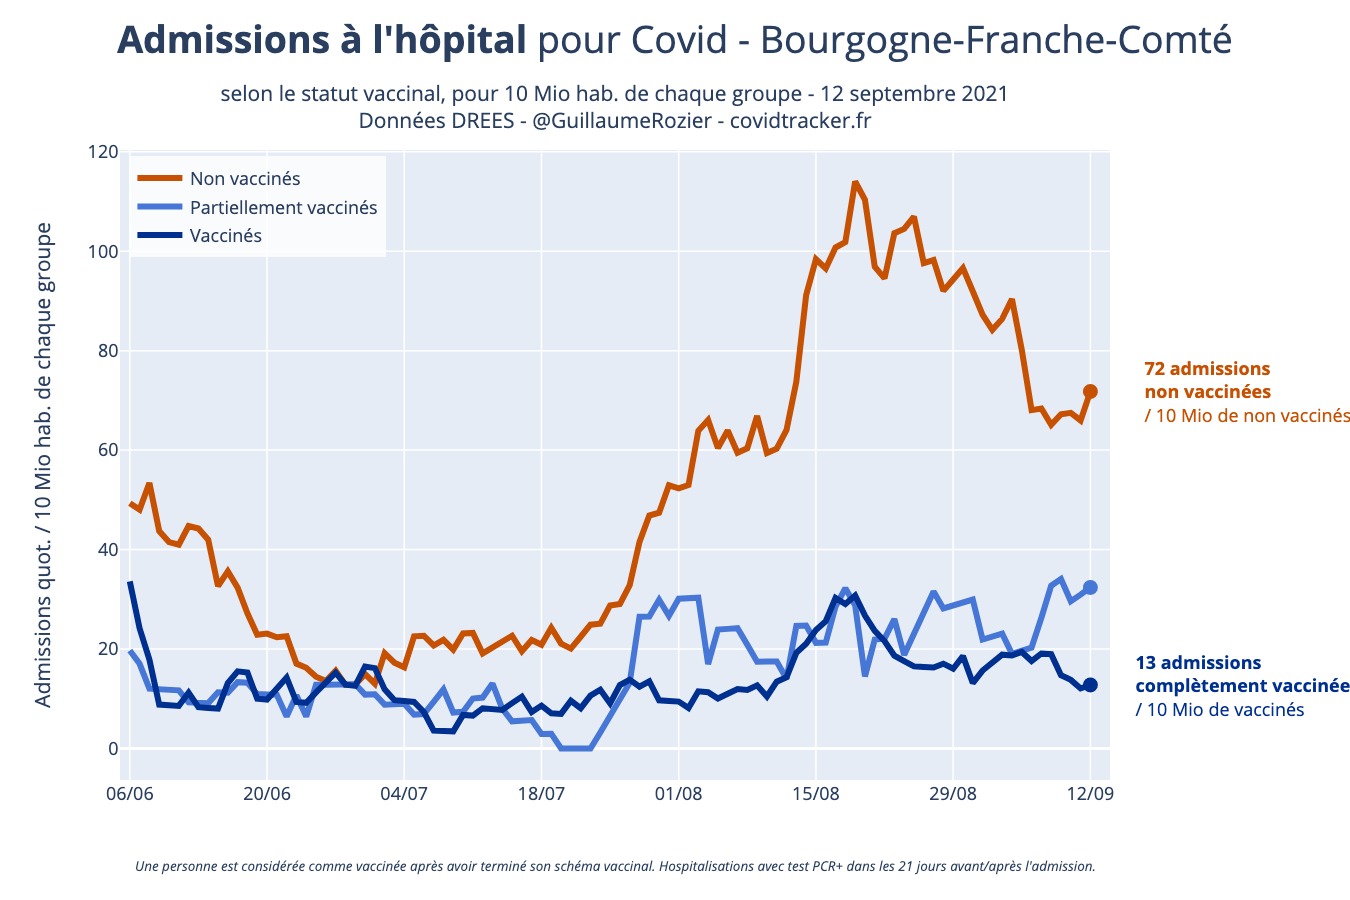 Admissions à l'hôpital pour Covid - Bourgogne-Franche-Comté
selon le statut vaccinal, pour 10 Mio hab. de chaque groupe - 12 septembre 2021
Données DREES - @GuillaumeRozier - covidtracker.fr
Admissions quot. / 10 Mio hab. de chaque groupe
120
100
80
60
40
20
0
Non vaccinés
Partiellement vaccinés
Vaccinés
72 admissions
non vaccinées
/ 10 Mio de non vaccinés
13 admissions
complètement vaccinée
/ 10 Mio de vaccinés
06/06
20/06
04/07
18/07
01/08
15/08
29/08
12/09
Une personne est considérée comme vaccinée après avoir terminé son schéma vaccinal. Hospitalisations avec test PCR+ dans les 21 jours avant/après l'admission.